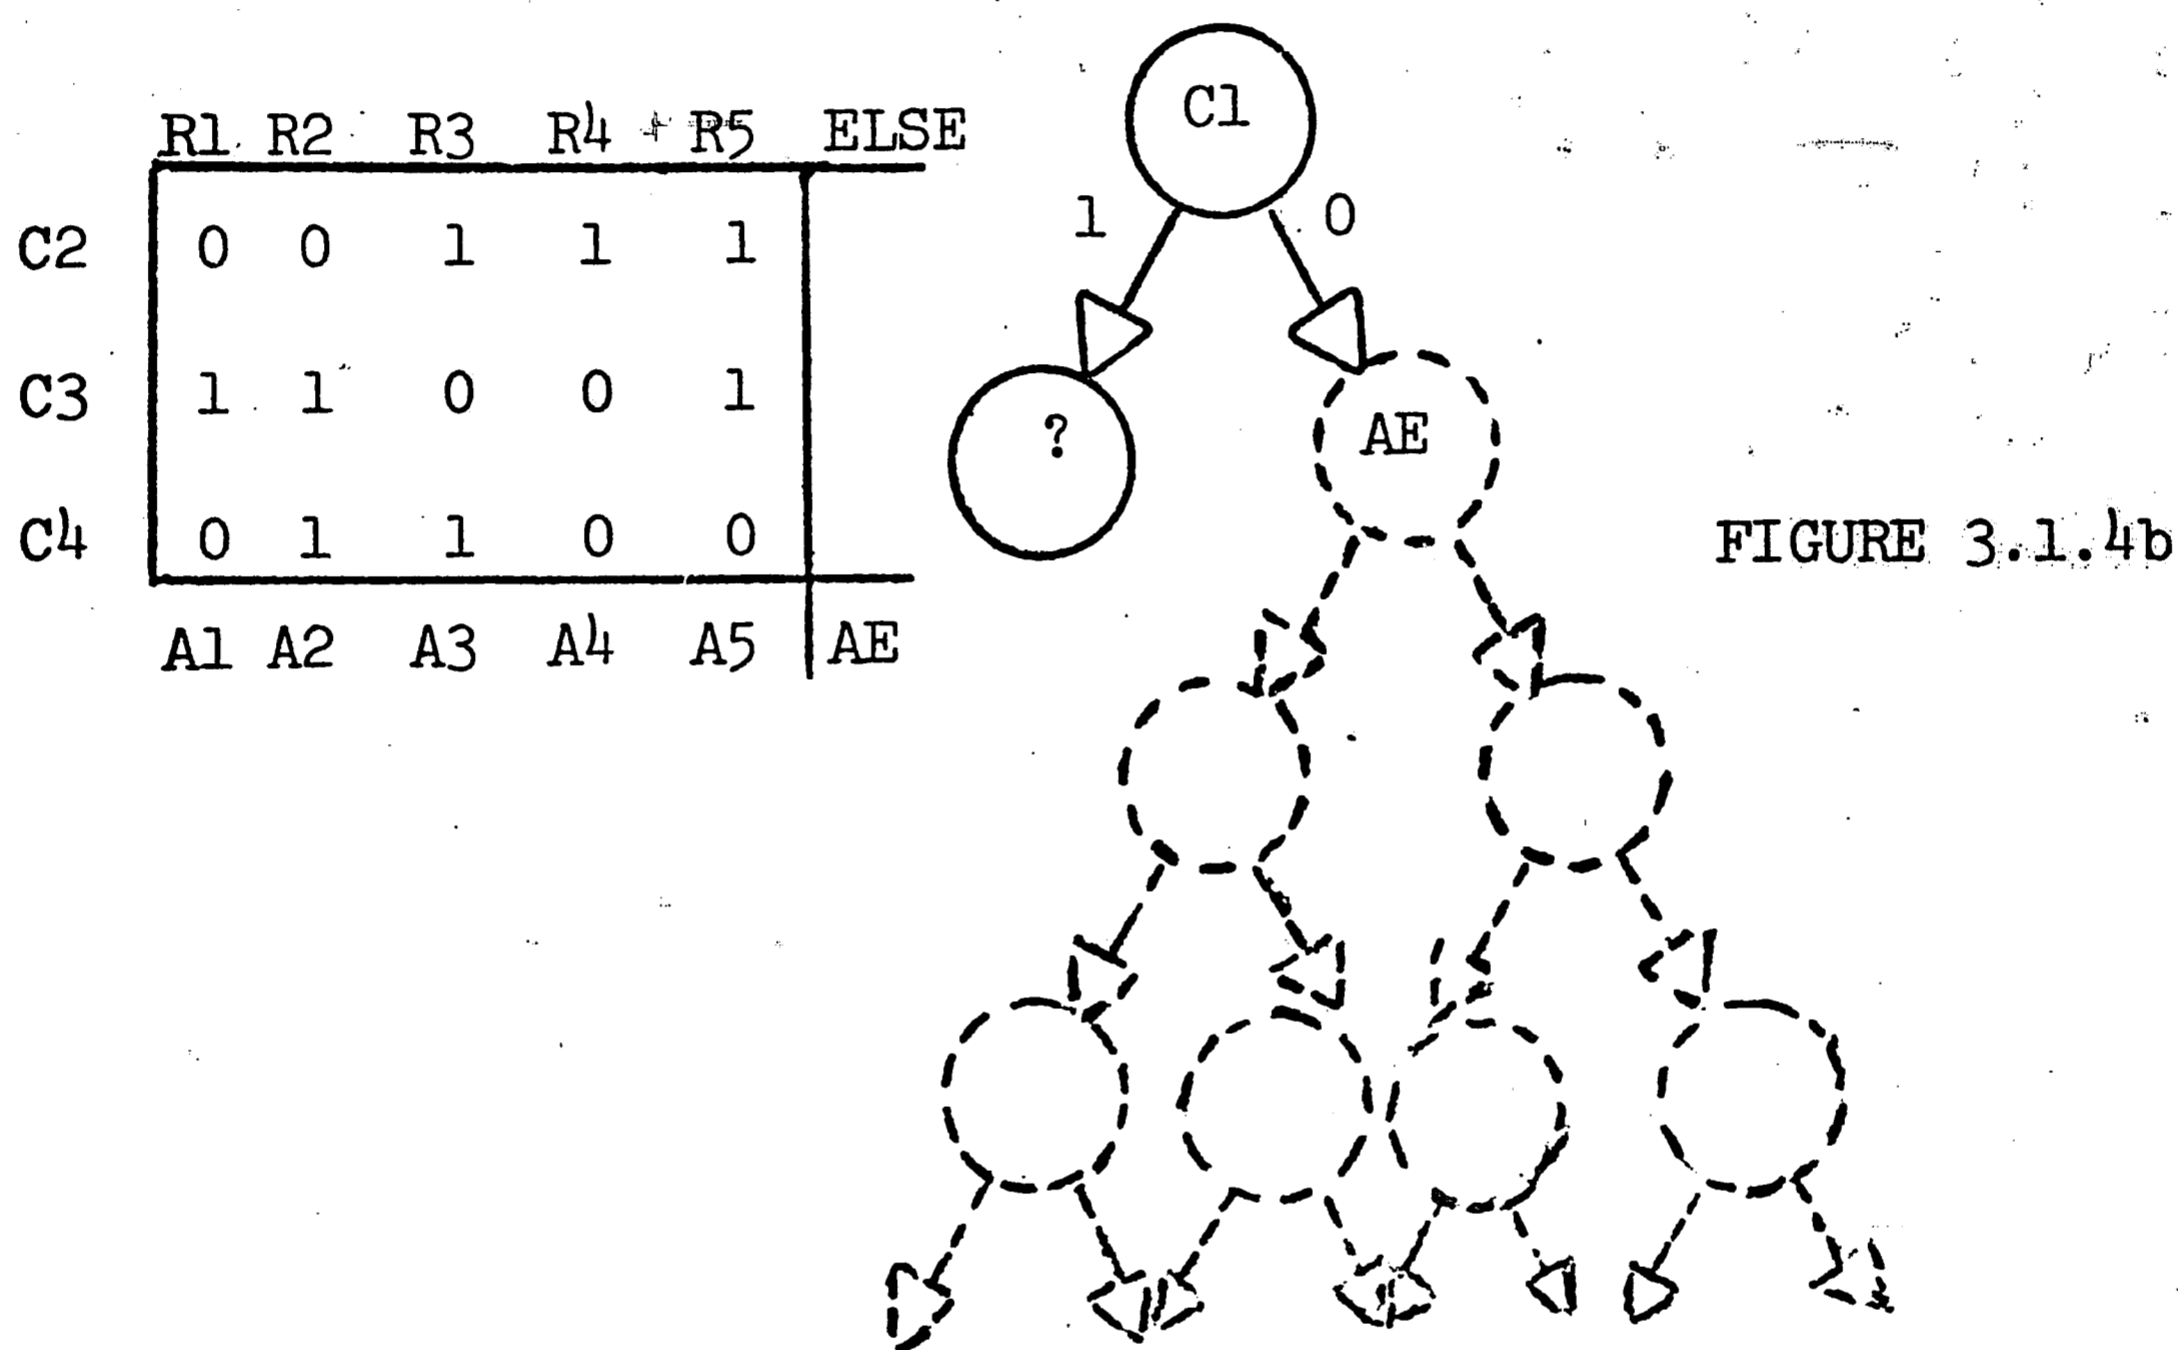 R1 R2 R3 R4 R5 ELSE
C2 0 0 1 1 1
C3 1 1 0 0 1
C4 0 1 1 0 0
A1 A2 A3 A4 A5 AE
C1
1 0
?
AE
FIGURE 3.1.4b